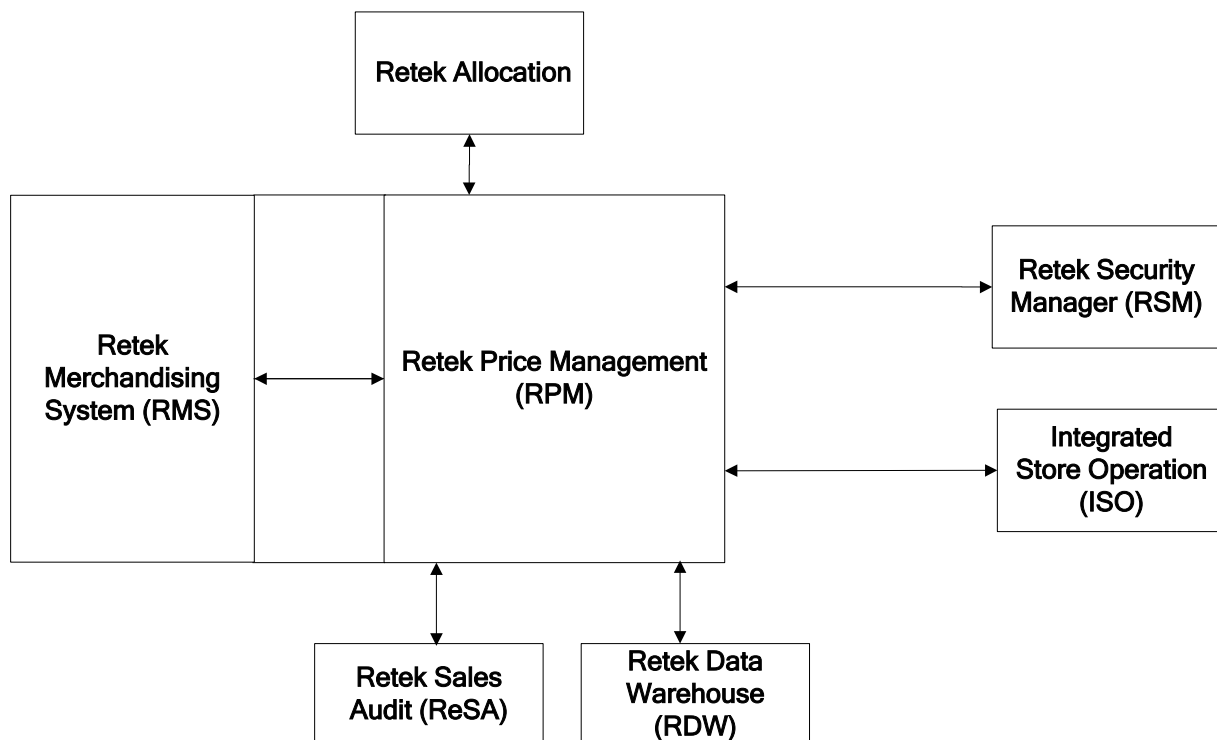 Retek Allocation
Retek Security
Manager (RSM)
Retek
Merchandising
System (RMS)
Retek Price Management
(RPM)
Integrated
Store Operation
(ISO)
Retek Sales
Audit (ReSA)
Retek Data
Warehouse
(RDW)